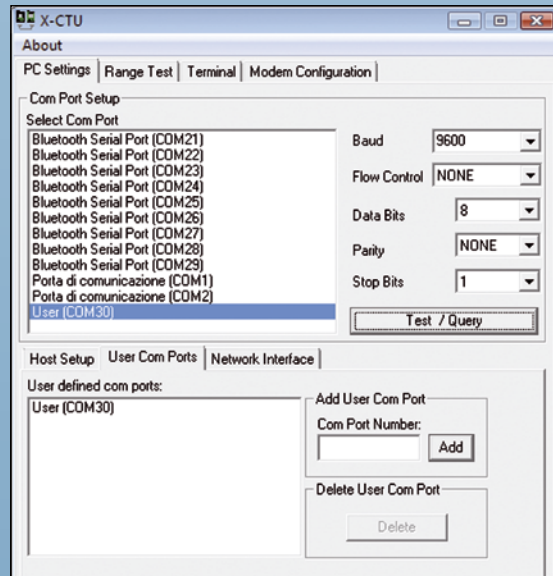 X-CTU
About
PC Settings Range Test Terminal Modem Configuration
Com Port Setup
Select Com Port
Bluetooth Serial Port (COM21)
Bluetooth Serial Port (COM22)
Bluetooth Serial Port (COM23)
Bluetooth Serial Port (COM24)
Bluetooth Serial Port (COM25)
Bluetooth Serial Port (COM26)
Bluetooth Serial Port (COM27)
Bluetooth Serial Port (COM28)
Bluetooth Serial Port (COM29)
Porta di comunicazione (COM1)
Porta di comunicazione (COM2)
User (COM30)
Baud 9600
Flow Control NONE
Data Bits 8
Parity NONE
Stop Bits 1
Test / Query
Host Setup User Com Ports Network Interface
User defined com ports:
User (COM30)
Add User Com Port
Com Port Number:
Add
Delete User Com Port
Delete